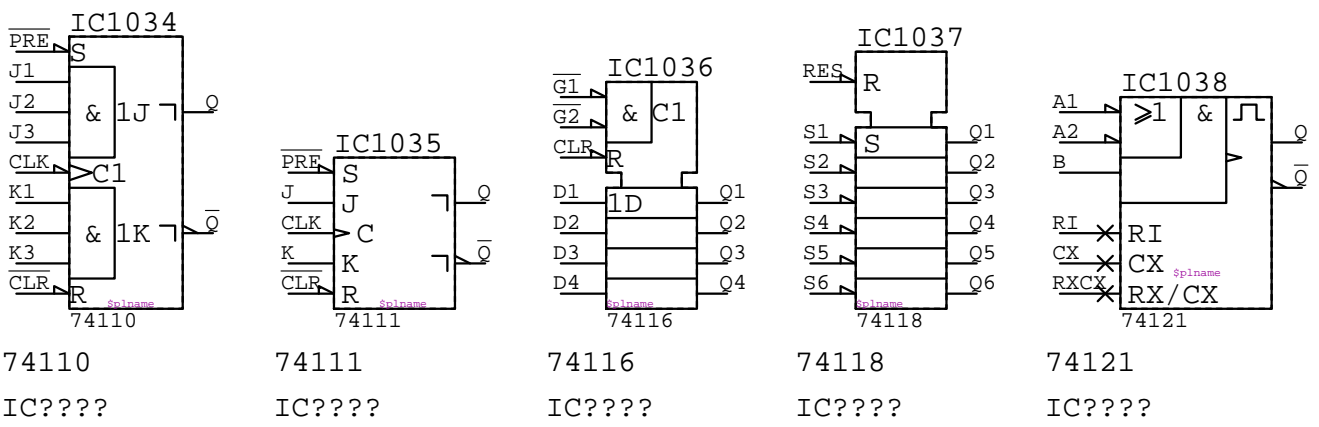 IC1034
PRE
S
J1
J2
J3
& 1J
Q
CLK
C1
K1
K2
K3
& 1K
Q
CLR
R
$plname
74110
IC1035
PRE
S
J
J
Q
CLK
C
K
K
Q
CLR
R
$plname
74111
IC1036
G1
G2
& C1
CLR
R
D1
1D
Q1
D2
Q2
D3
Q3
D4
Q4
$plname
74116
IC1037
RES
R
S1
S
Q1
S2
Q2
S3
Q3
S4
Q4
S5
Q5
S6
Q6
$plname
74118
IC1038
A1
A2
B
⩾1 &
Q
Q
RI
RI
CX
CX
$plname
RXCX
RX/CX
74121
74110 74111 74116 74118 74121
IC???? IC???? IC???? IC???? IC????